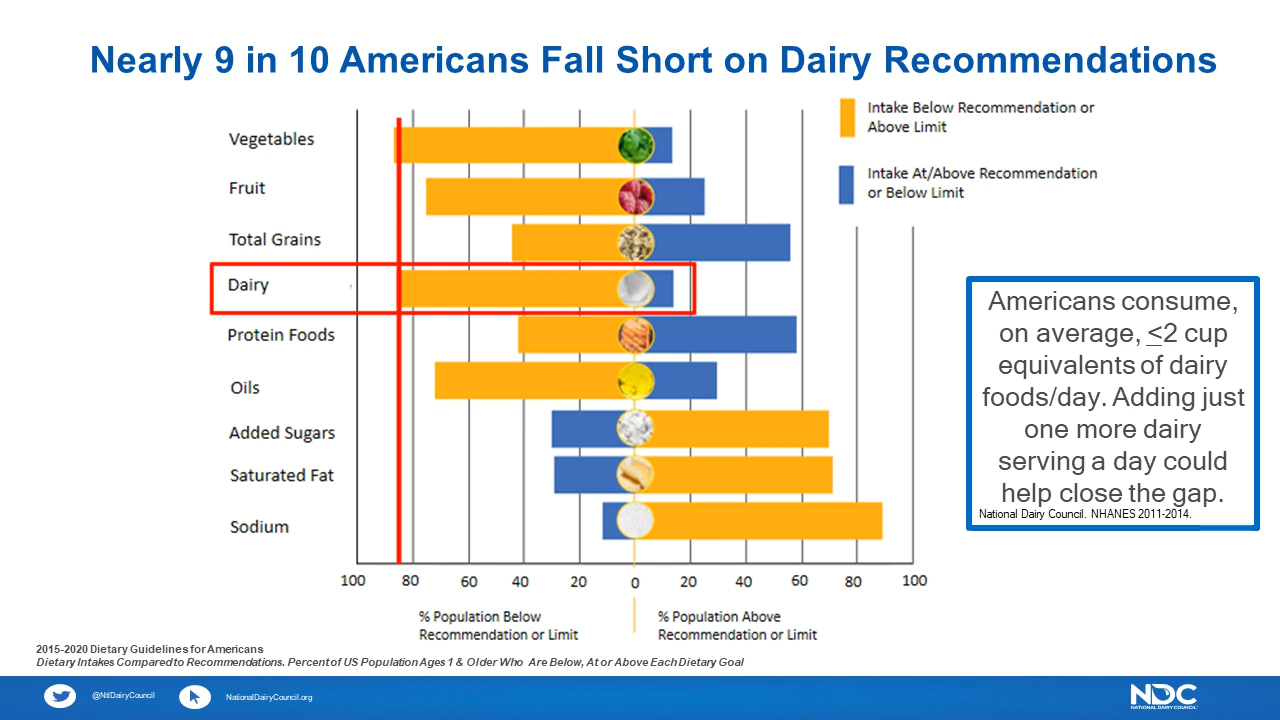 Nearly 9 in 10 Americans Fall Short on Dairy Recommendations
Intake Below Recommendation or
Above Limit
Intake At/Above Recommendation
or Below Limit
Vegetables
Fruit
Total Grains
Dairy
Protein Foods
Oils
Added Sugars
Saturated Fat
Sodium
100 80 60 40 20 0 20 40 60 80 100
% Population Below
Recommendation or Limit
% Population Above
Recommendation or Limit
Americans consume,
on average, <2 cup
equivalents of dairy
foods/day. Adding just
one more dairy
serving a day could
help close the gap.
National Dairy Council. NHANES 2011-2014.
2015-2020 Dietary Guidelines for Americans
Dietary Intakes Compared to Recommendations. Percent of US Population Ages 1 & Older Who Are Below, At or Above Each Dietary Goal
@NtlDairyCouncil
NationalDairyCouncil.org
NDC
NATIONAL DAIRY COUNCIL